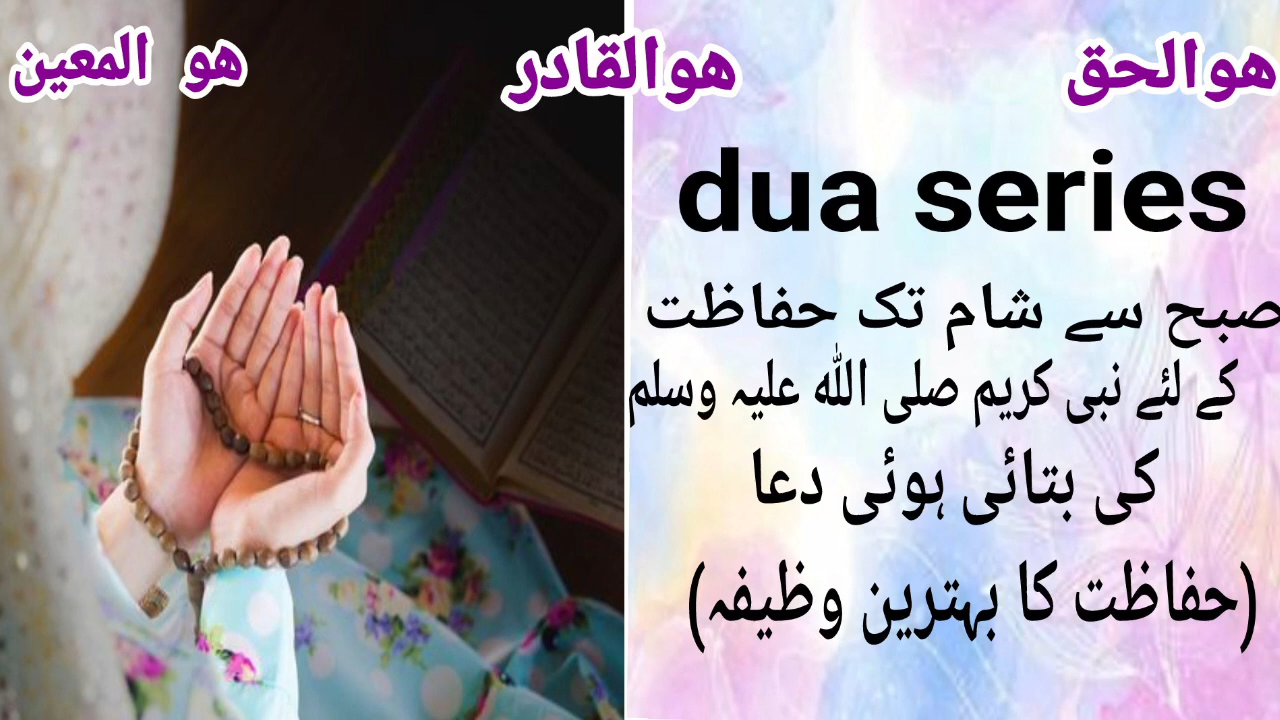 هوالحق هوالقادر هو المعين
dua series
صبح سے شام تک حفاظت
کے لئے نبی کریم صلی اللہ علیہ وسلم
کی بتائی ہوئی دعا
(حفاظت کا بہترین وظیفہ)